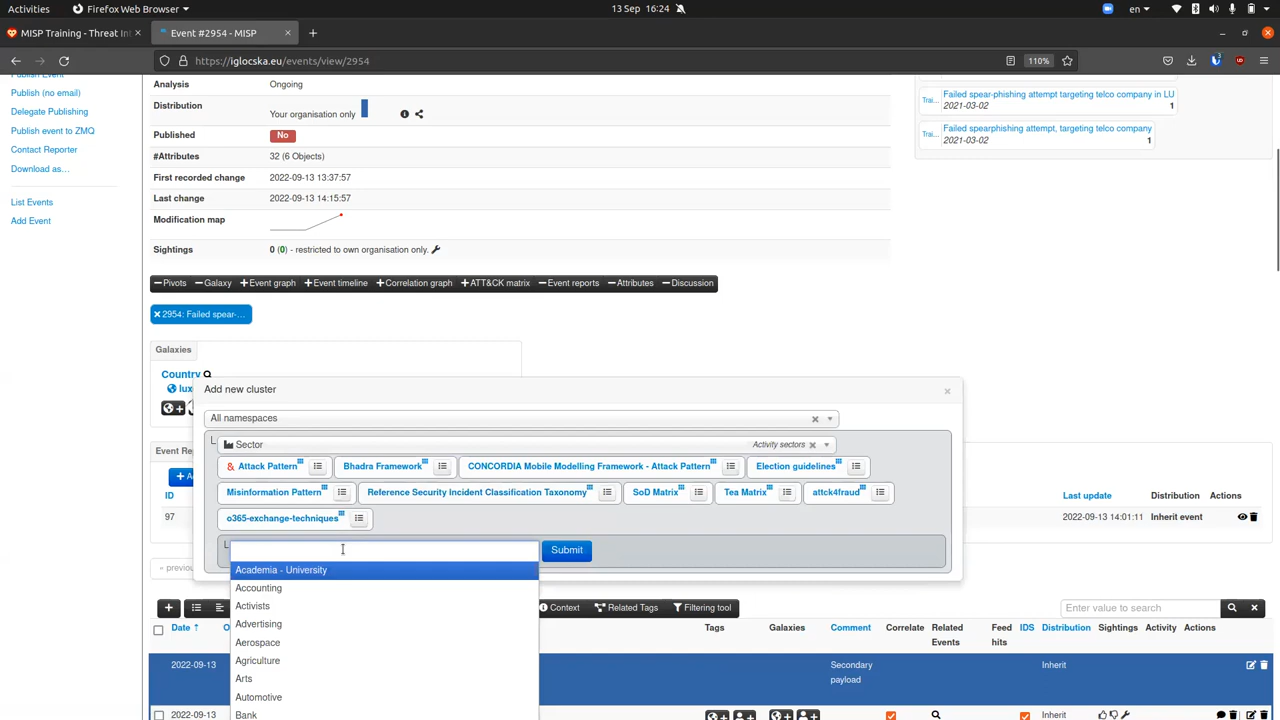 Activities
Firefox Web Browser
13 Sep 16:24
en
MISP Training - Threat In
Event #2954 - MISP
https://iglocska.eu/events/view/2954
110%
Publish Event
Publish (no email)
Delegate Publishing
Publish event to ZMQ
Contact Reporter
Download as…
List Events
Add Event
Analysis Ongoing
Distribution Your organisation only
Published No
#Attributes 32 (6 Objects)
First recorded change 2022-09-13 13:37:57
Last change 2022-09-13 14:15:57
Modification map
Sightings 0 (0) - restricted to own organisation only.
Trai... Failed spear-phishing attempt targeting telco company in LU
2021-03-02 1
Trai... Failed spearphishing attempt, targeting telco company
2021-03-02 1
Pivots Galaxy Event graph Event timeline Correlation graph ATT&CK matrix Event reports Attributes Discussion
2954: Failed spear-...
Galaxies
Country
lux
Add new cluster
All namespaces
Sector Activity sectors
Attack Pattern Bhadra Framework CONCORDIA Mobile Modelling Framework - Attack Pattern Election guidelines
Misinformation Pattern Reference Security Incident Classification Taxonomy SoD Matrix Tea Matrix attck4fraud
o365-exchange-techniques
Submit
Academia - University
Accounting
Activists
Advertising
Aerospace
Agriculture
Arts
Automotive
Bank
Event Re
ID
97
Last update Distribution Actions
2022-09-13 14:01:11 Inherit event
« previou
Context Related Tags Filtering tool Enter value to search
Date Tags Galaxies Comment Correlate Related Events Feed hits IDS Distribution Sightings Activity Actions
2022-09-13 Secondary payload Inherit
2022-09-13 Inherit